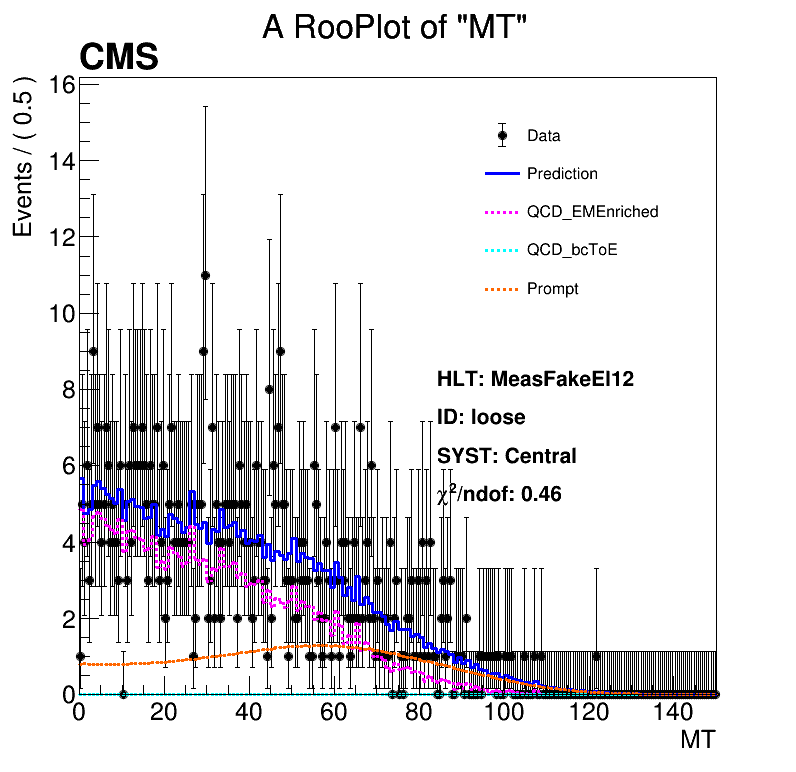 A RooPlot of "MT"
CMS
Events / ( 0.5 )
16
14
12
10
8
6
4
2
0
Data
Prediction
QCD_EMEnriched
QCD_bcToE
Prompt
HLT: MeasFakeEl12
ID: loose
SYST: Central
χ²/ndof: 0.46
0 20 40 60 80 100 120 140
MT